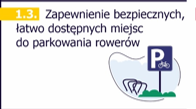 1.3. Zapewnienie bezpiecznych,
łatwo dostępnych miejsc
do parkowania rowerów
P